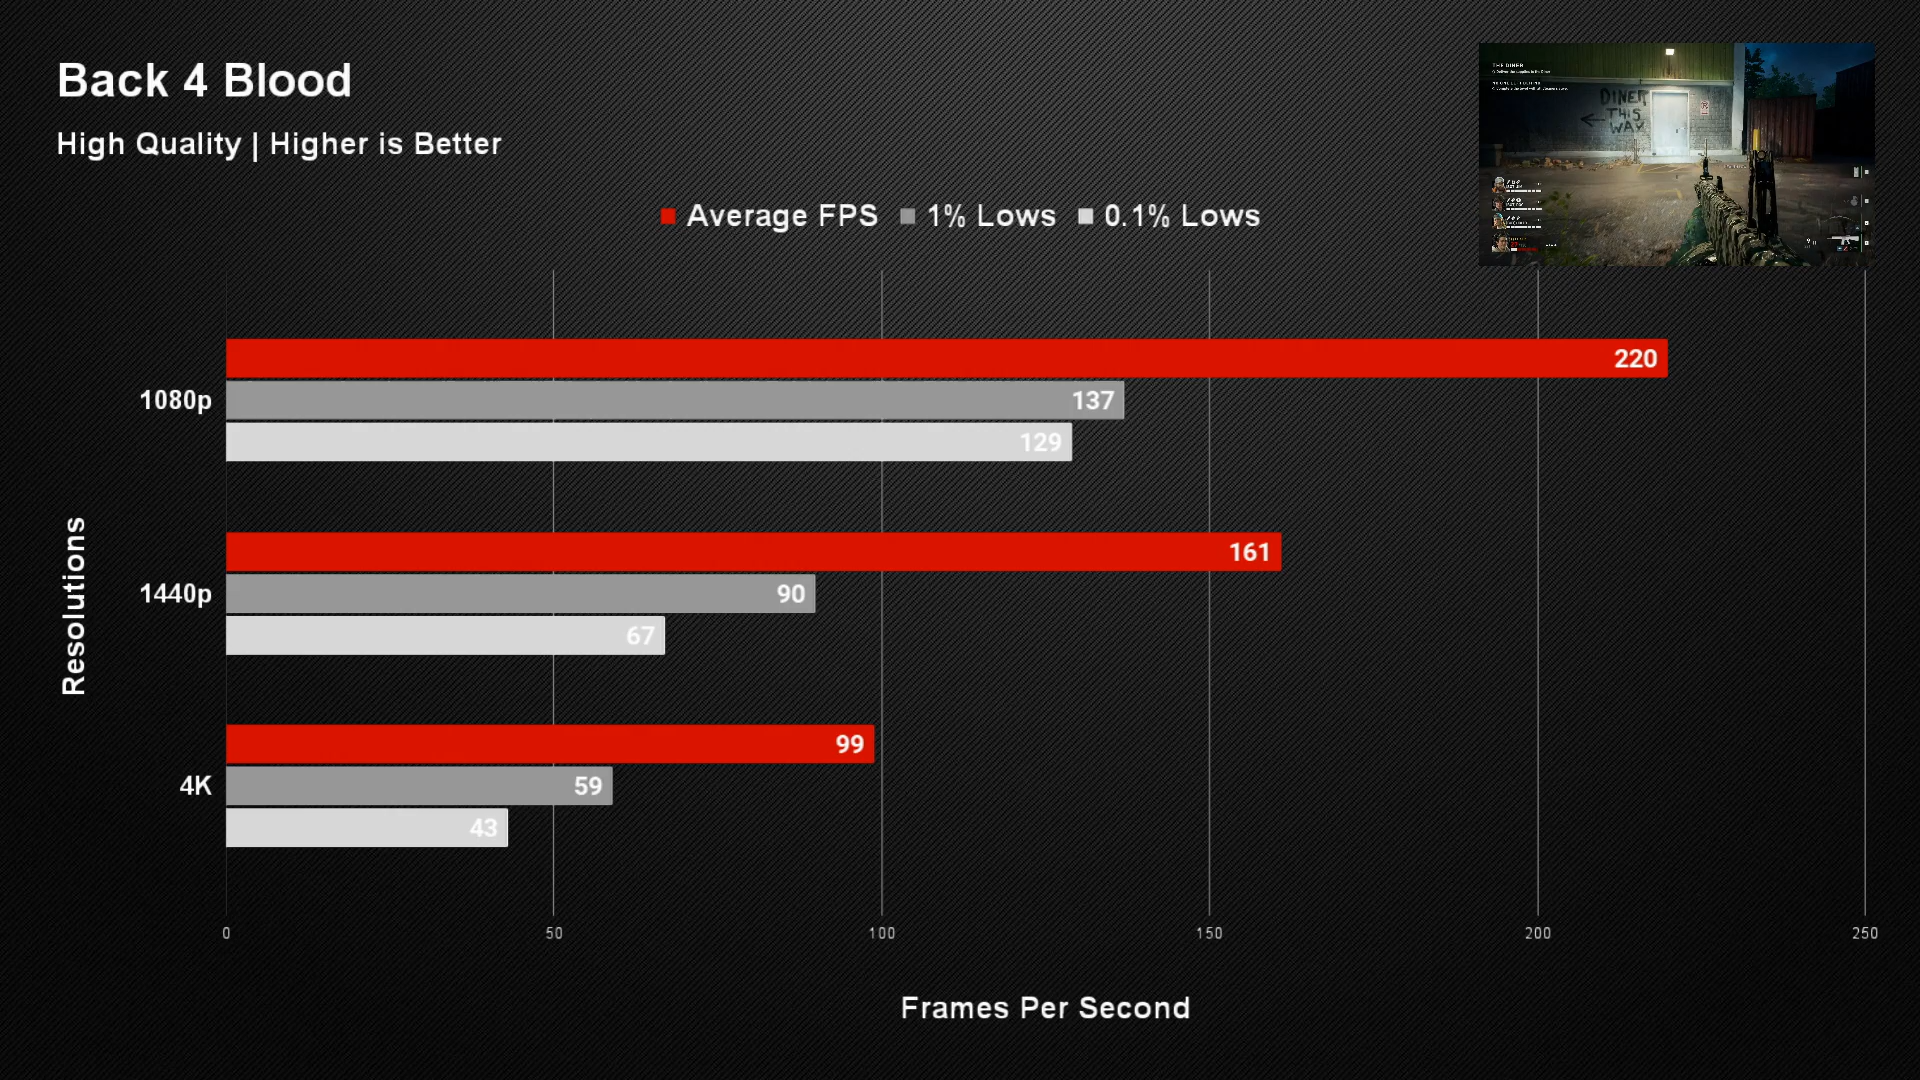 Back 4 Blood
High Quality | Higher is Better
Average FPS 1% Lows 0.1% Lows
THE DINER
DINER
THIS
WAY
220
1080p
137
129
161
1440p
90
67
Resolutions
99
4K
59
43
0 50 100 150 200 250
Frames Per Second